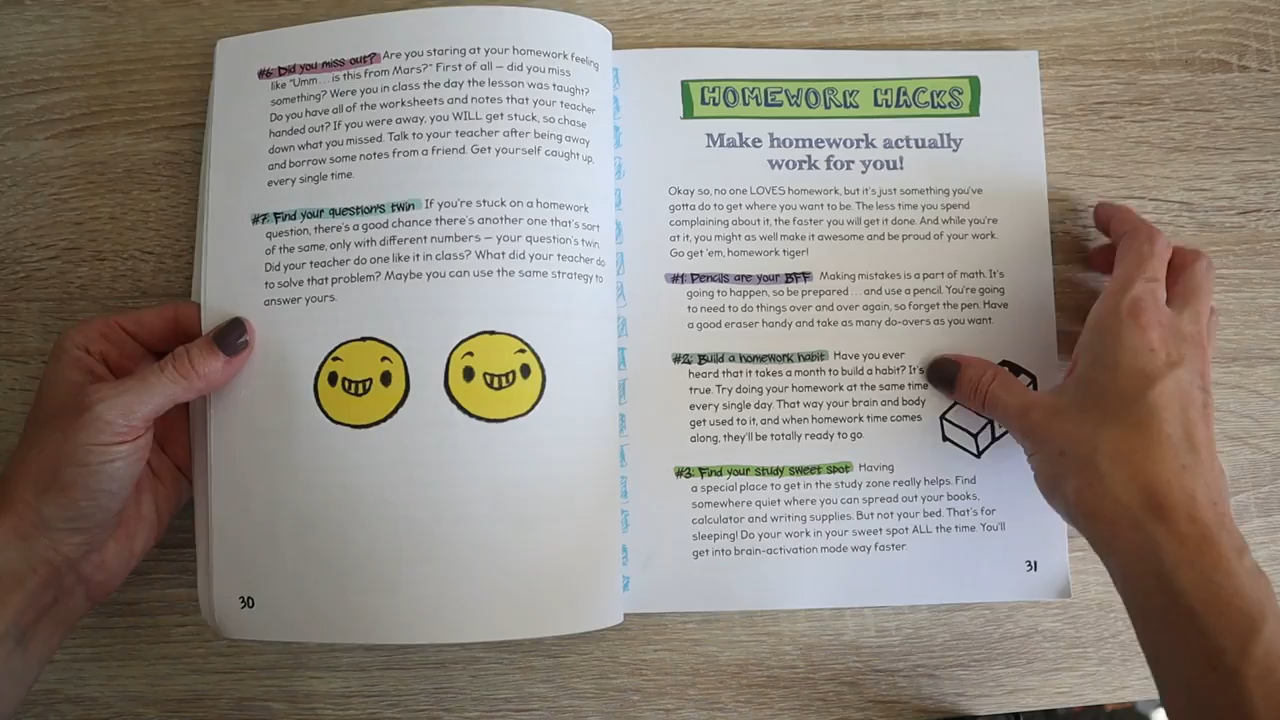 #6: Did you miss out? Are you staring at your homework feeling
like "Umm... is this from Mars?" First of all – did you miss
something? Were you in class the day the lesson was taught?
Do you have all of the worksheets and notes that your teacher
handed out? If you were away, you WILL get stuck, so chase
down what you missed. Talk to your teacher after being away
and borrow some notes from a friend. Get yourself caught up,
every single time.
#7: Find your question's twin If you're stuck on a homework
question, there's a good chance there's another one that's sort
of the same, only with different numbers – your question's twin.
Did your teacher do one like it in class? What did your teacher do
to solve that problem? Maybe you can use the same strategy to
answer yours.
30
HOMEWORK HACKS
Make homework actually
work for you!
Okay so, no one LOVES homework, but it's just something you've
gotta do to get where you want to be. The less time you spend
complaining about it, the faster you will get it done. And while you're
at it, you might as well make it awesome and be proud of your work.
Go get 'em, homework tiger!
#1: Pencils are your BFF Making mistakes is a part of math. It's
going to happen, so be prepared... and use a pencil. You're going
to need to do things over and over again, so forget the pen. Have
a good eraser handy and take as many do-overs as you want.
#2: Build a homework habit Have you ever
heard that it takes a month to build a habit? It's
true. Try doing your homework at the same time
every single day. That way your brain and body
get used to it, and when homework time comes
along, they'll be totally ready to go.
#3: Find your study sweet spot Having
a special place to get in the study zone really helps. Find
somewhere quiet where you can spread out your books,
calculator and writing supplies. But not your bed. That's for
sleeping! Do your work in your sweet spot ALL the time. You'll
get into brain-activation mode way faster.
31